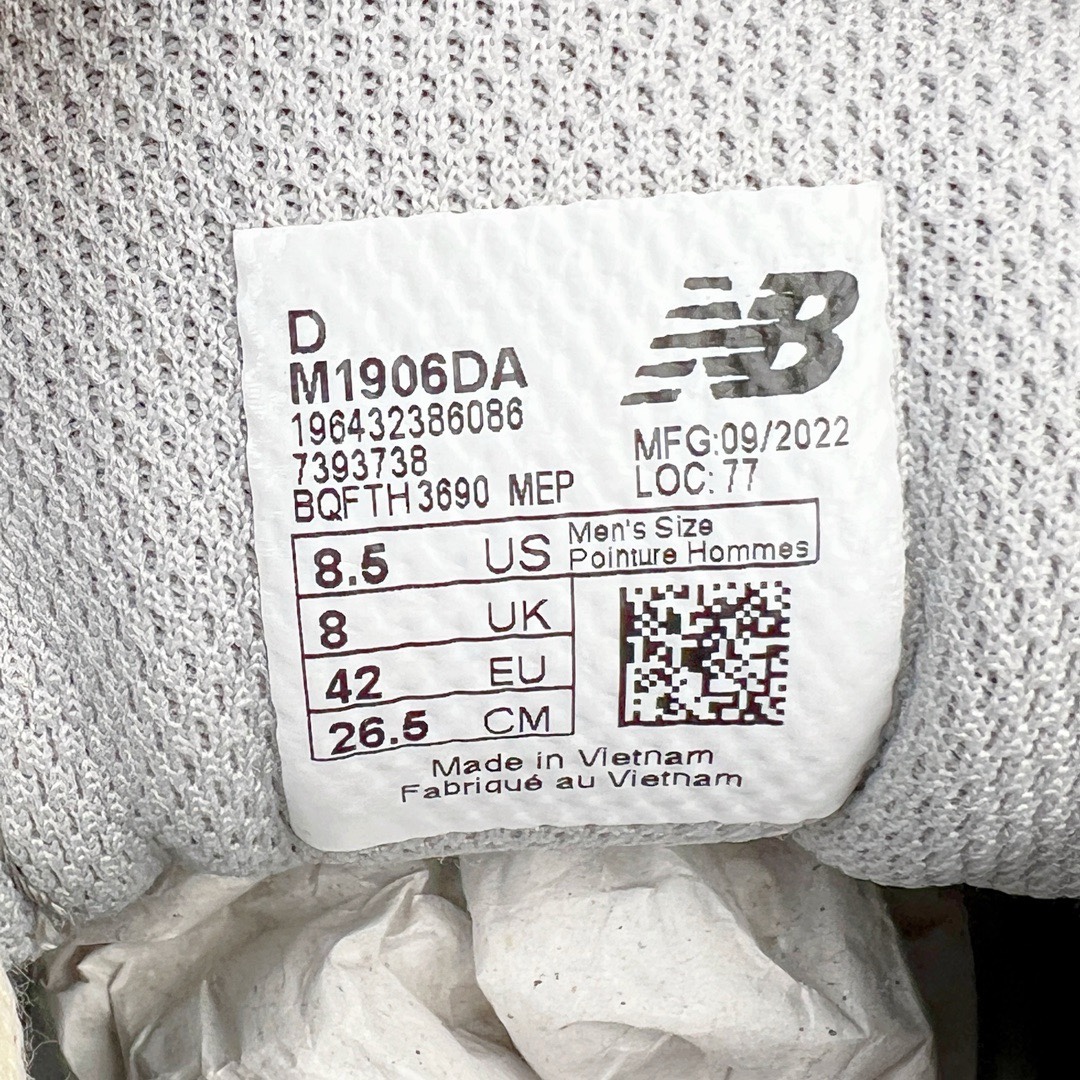 D
M1906DA
196432386086
7393738
BQFTH3690 MEP
NB
MFG:09/2022
LOC:77
8.5 US Men's Size
Pointure Hommes
8 UK
42 EU
26.5 CM
Made in Vietnam
Fabriqué au Vietnam